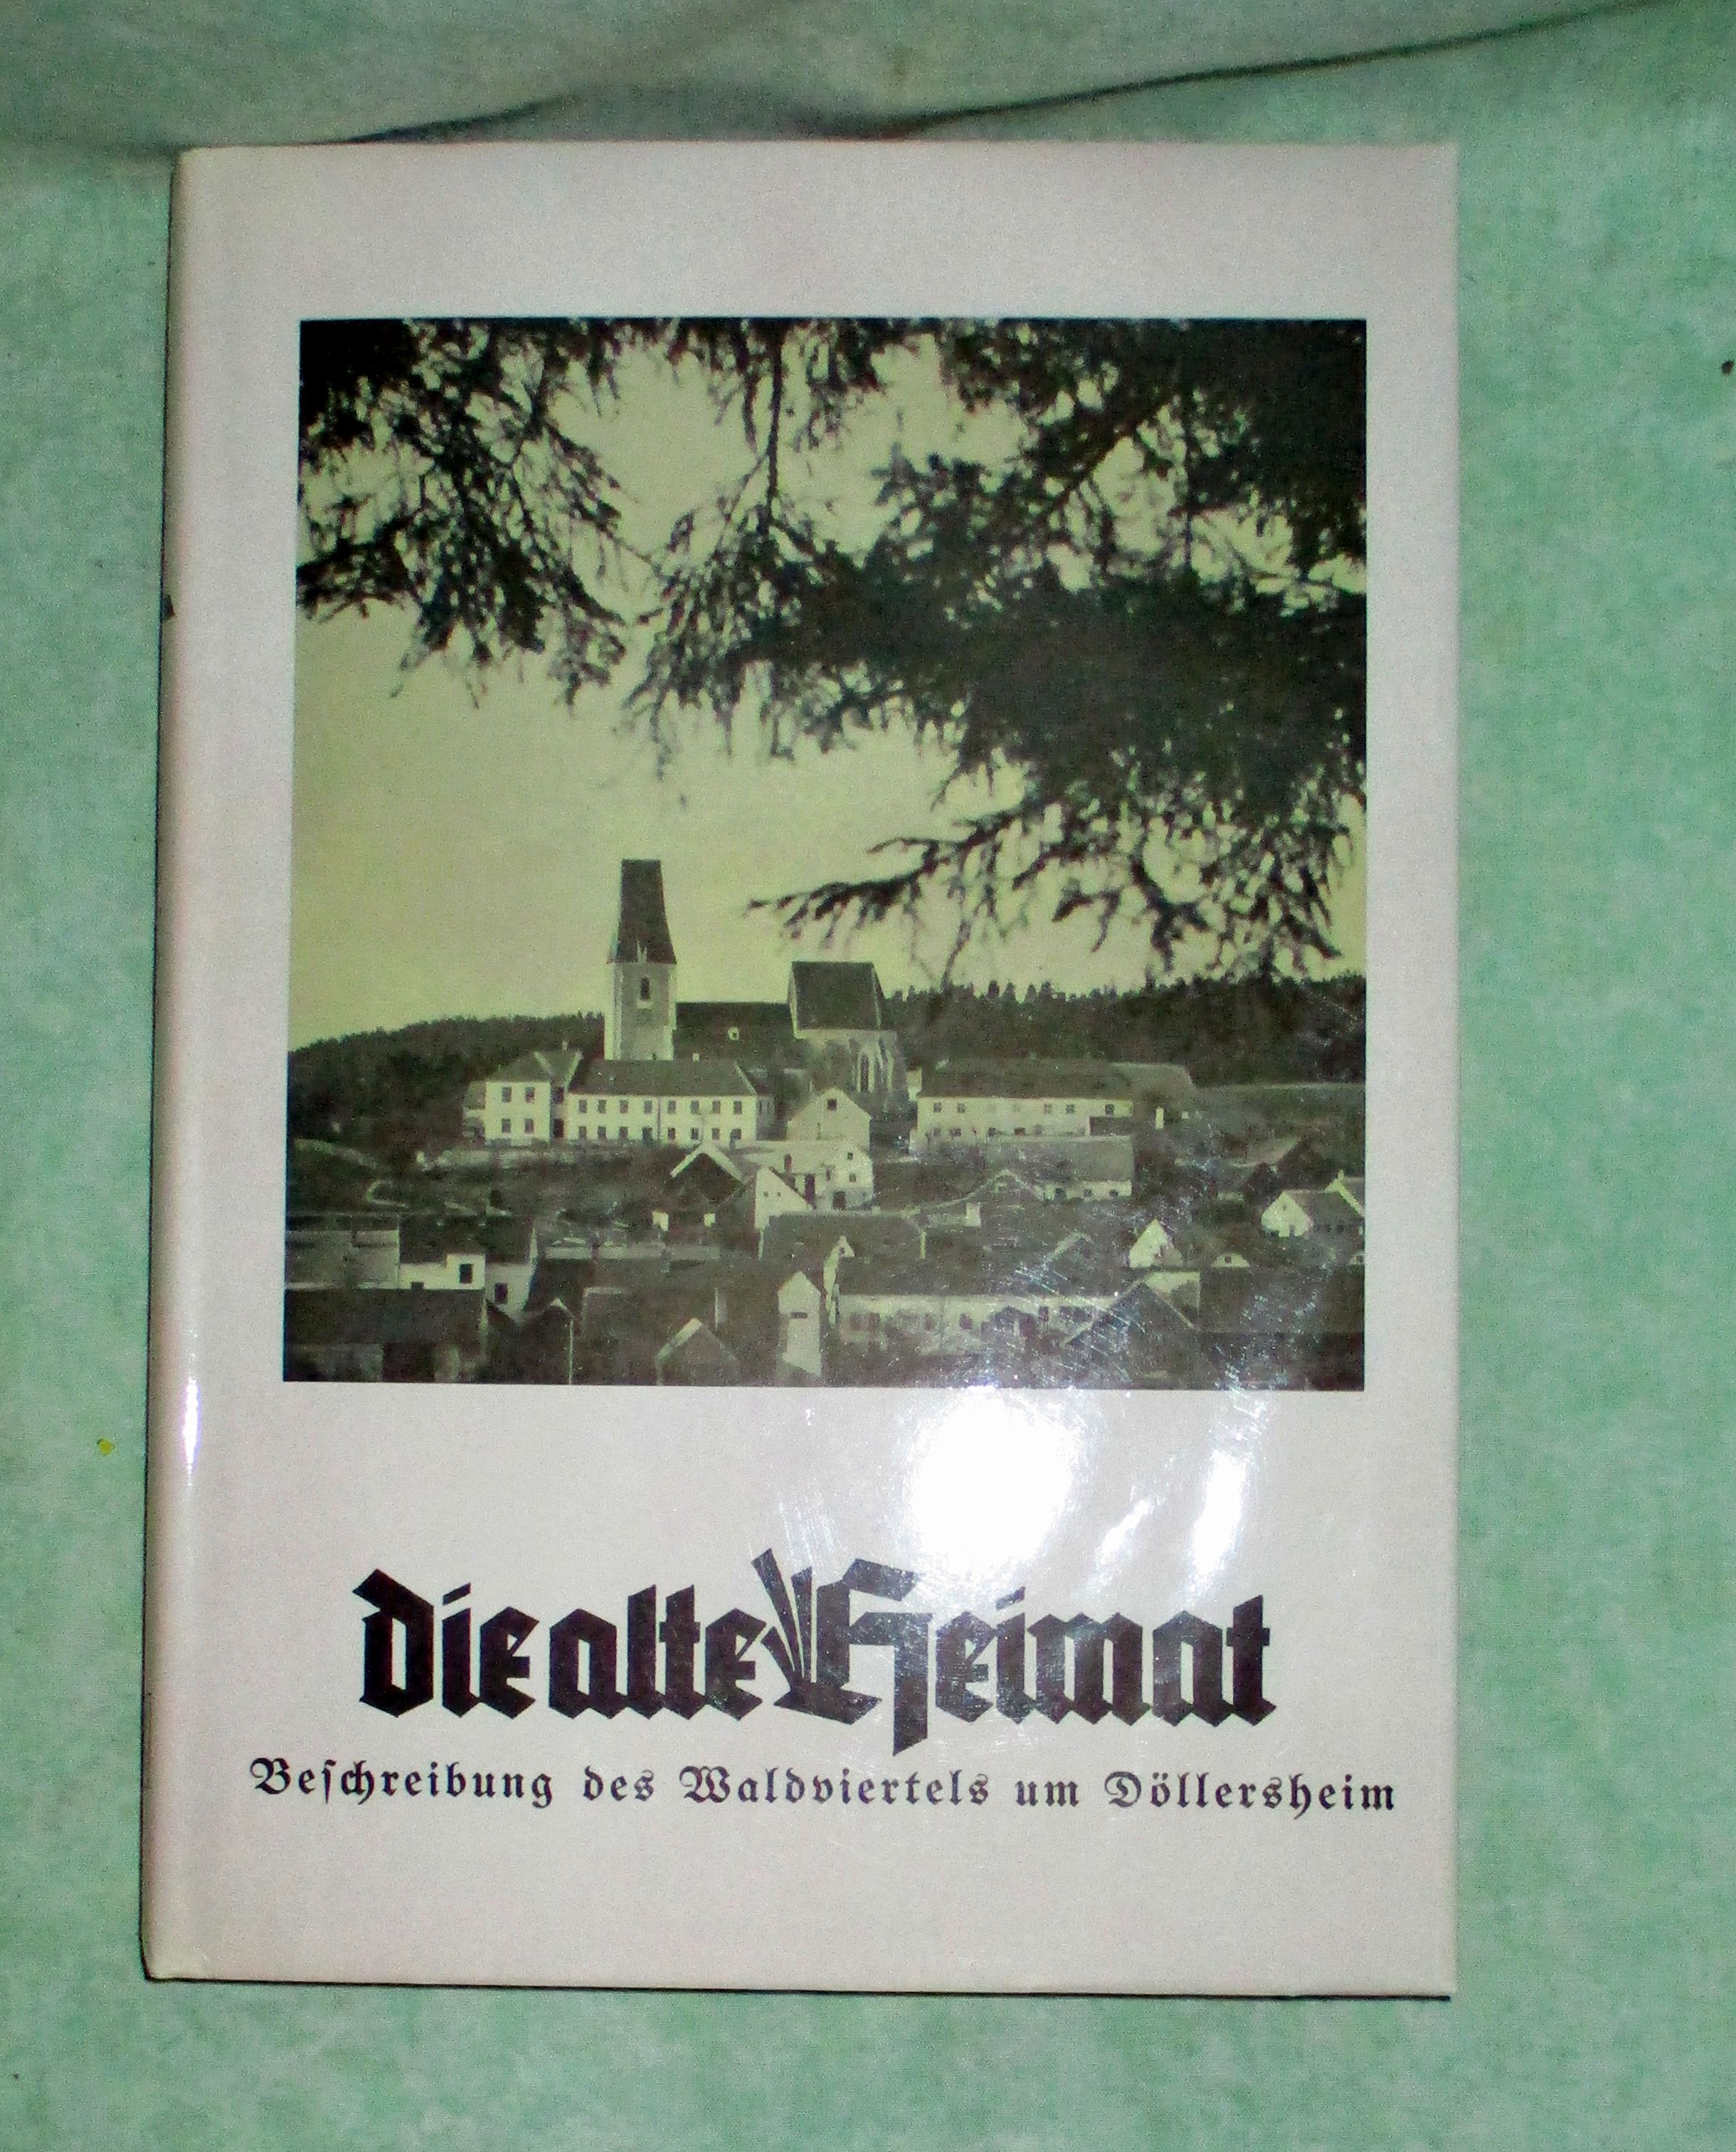 Die alte Heimat
Beſchreibung des Waldviertels um Döllersheim